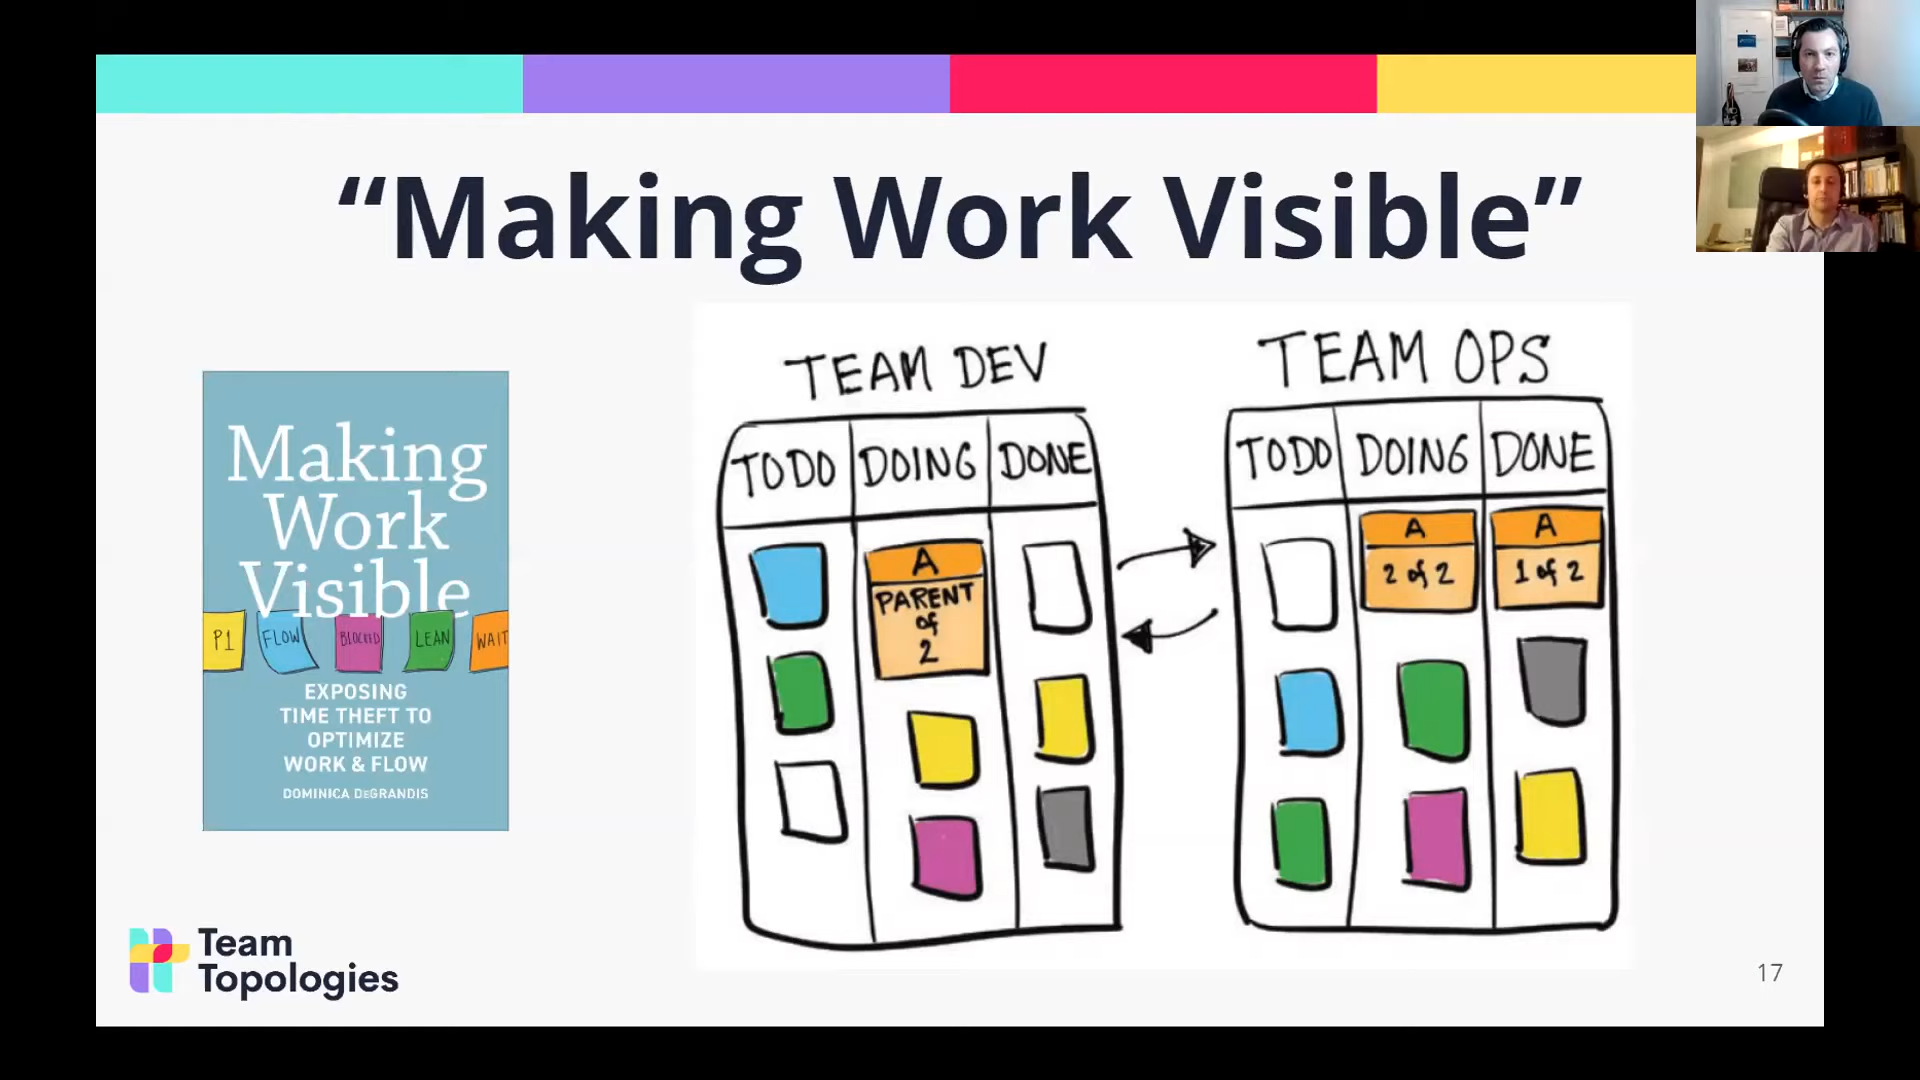 “Making Work Visible”
Making
Work
Visible
P1 FLOW BLOCKED LEAN WAIT
EXPOSING
TIME THEFT TO
OPTIMIZE
WORK & FLOW
DOMINICA DEGRANDIS
TEAM DEV
TODO DOING DONE
A
PARENT
of
2
TEAM OPS
TODO DOING DONE
A A
2 of 2 1 of 2
Team
Topologies
17